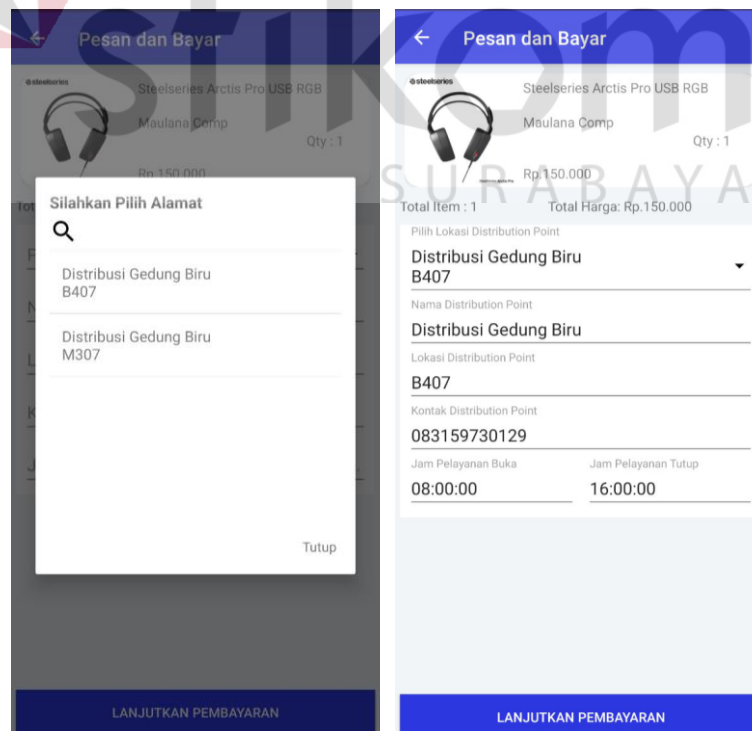 stikom
SURABAYA
Pesan dan Bayar
steelseries
Steelseries Arctis Pro USB RGB
Maulana Comp
Qty : 1
Rp.150.000
Silahkan Pilih Alamat
Distribusi Gedung Biru
B407
Distribusi Gedung Biru
M307
Tutup
LANJUTKAN PEMBAYARAN
Pesan dan Bayar
steelseries
Steelseries Arctis Pro USB RGB
Maulana Comp
Qty : 1
Rp.150.000
Total Item : 1 Total Harga: Rp.150.000
Pilih Lokasi Distribution Point
Distribusi Gedung Biru
B407
Nama Distribution Point
Distribusi Gedung Biru
Lokasi Distribution Point
B407
Kontak Distribution Point
083159730129
Jam Pelayanan Buka Jam Pelayanan Tutup
08:00:00 16:00:00
LANJUTKAN PEMBAYARAN